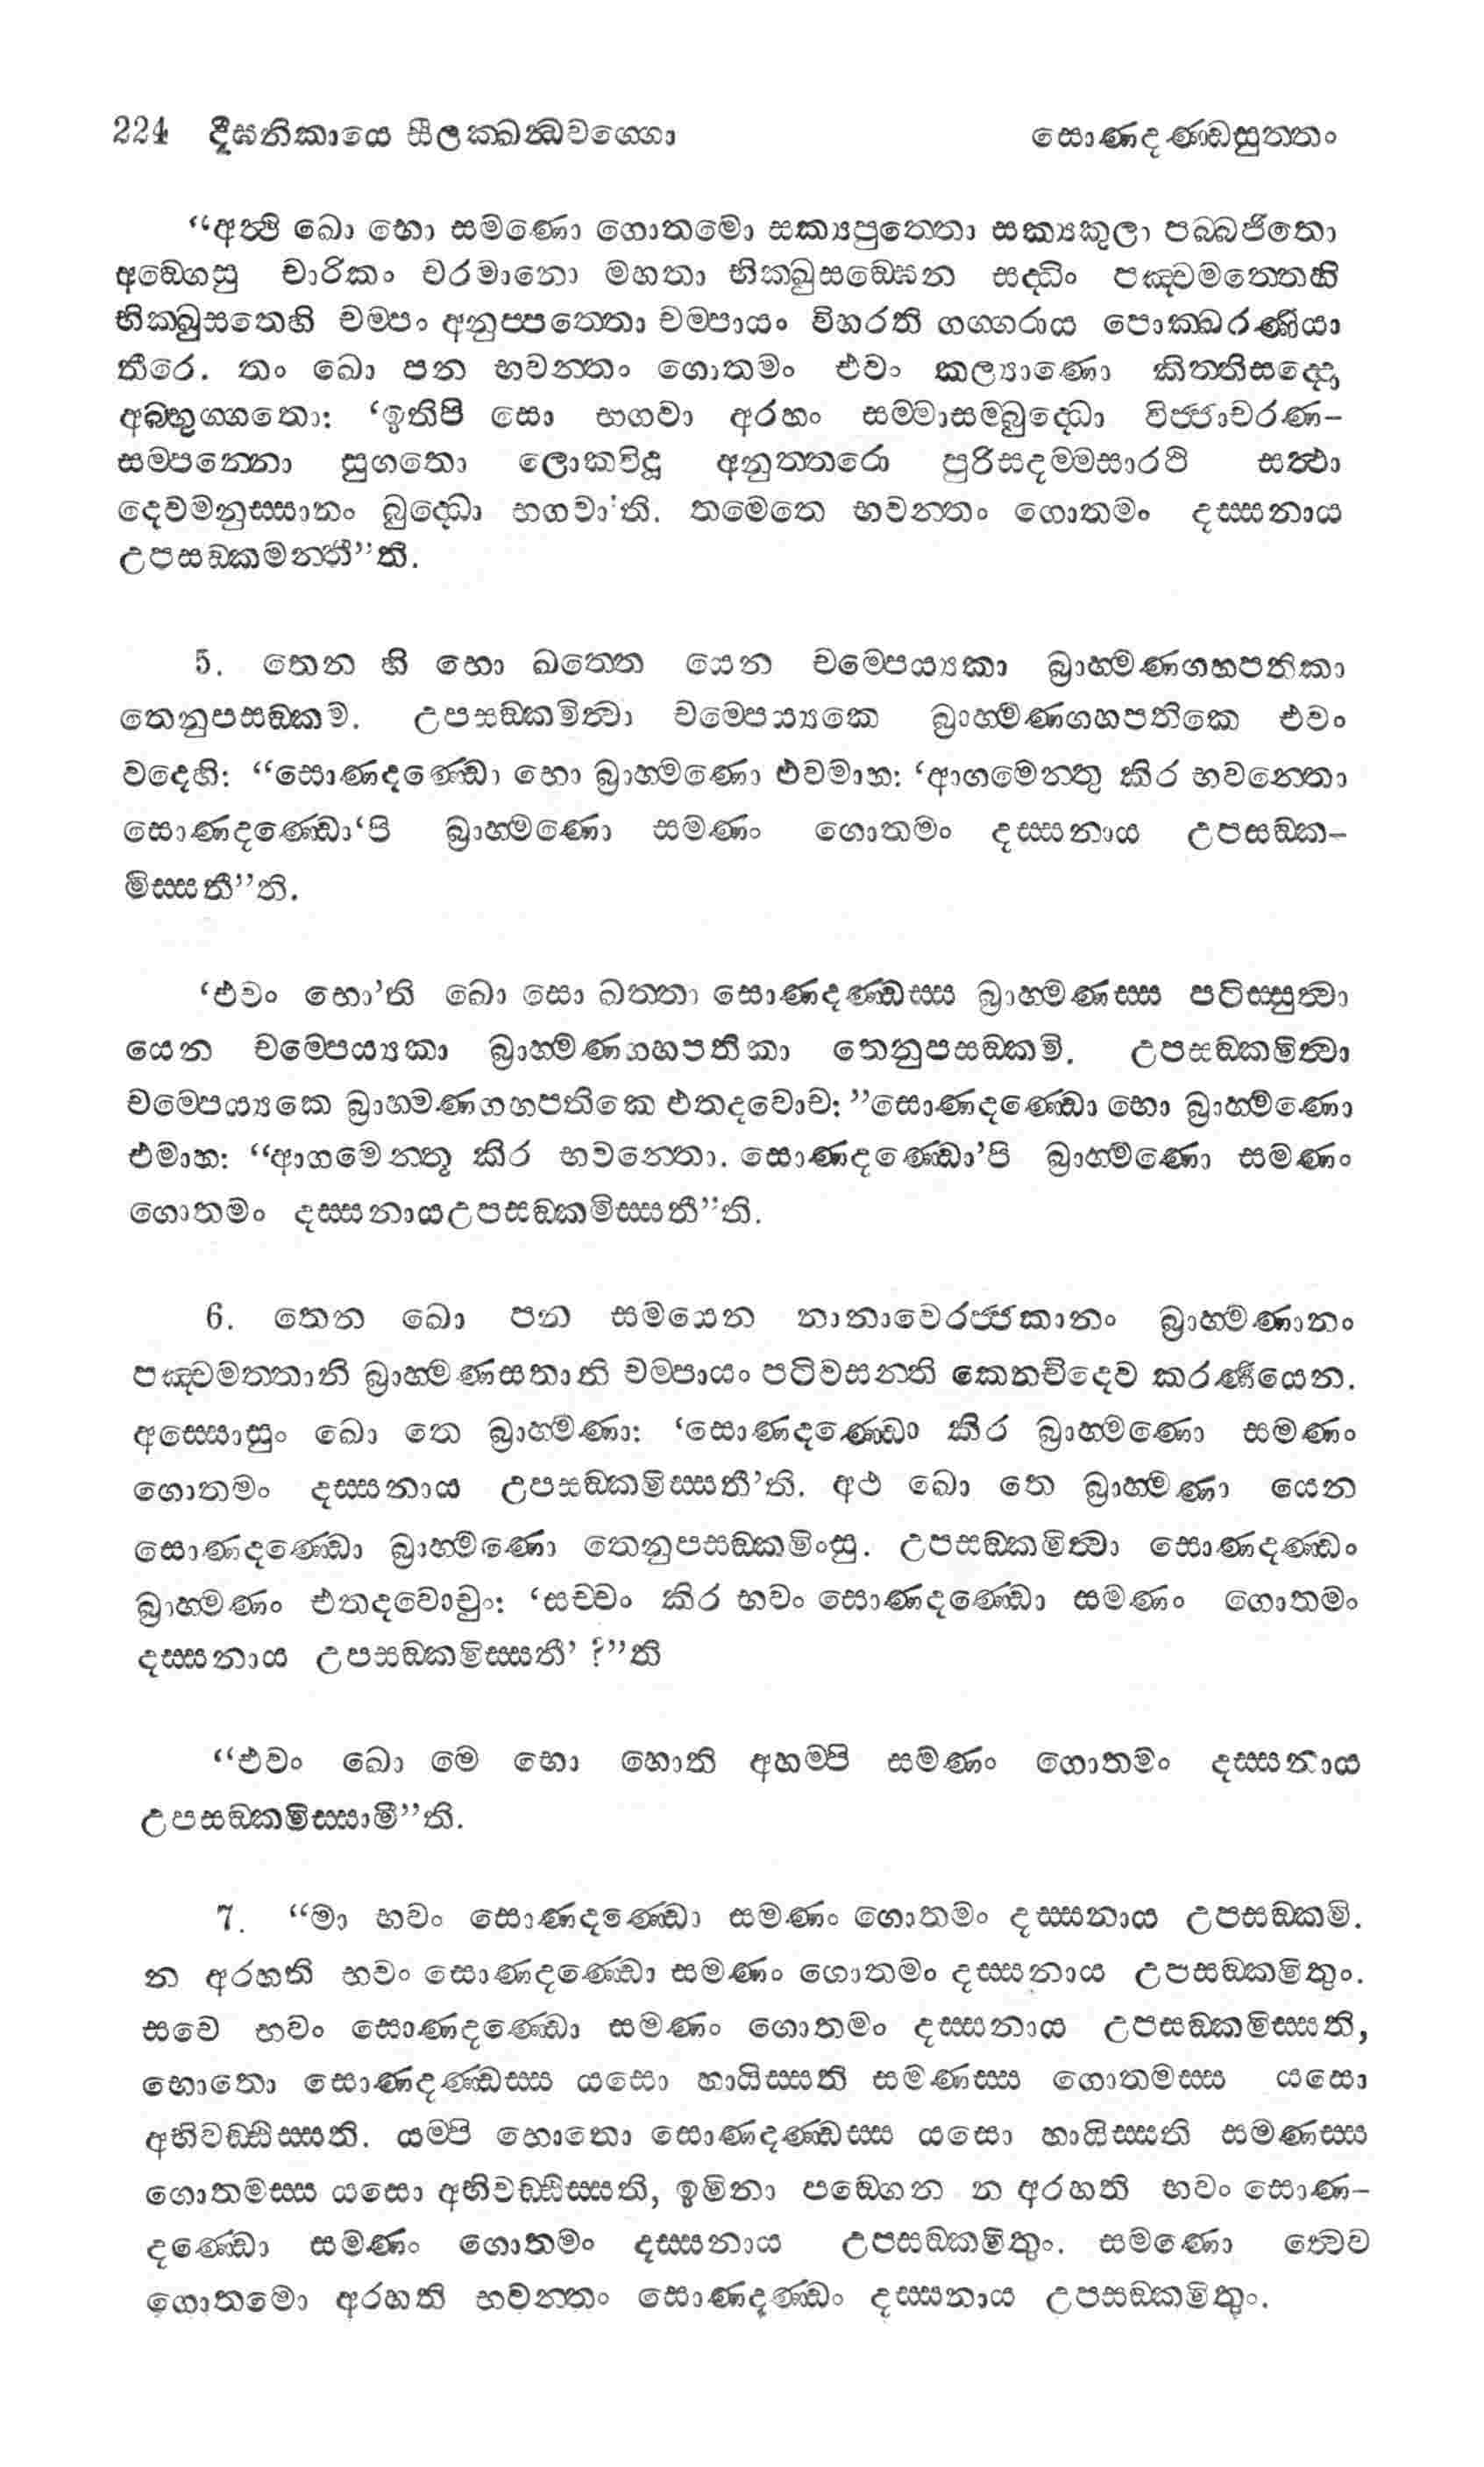 224 දීඝනිකායෙ සීලක්ඛන්ධවග්ගො සොණදණ්ඩසුත්තං
“අත්ථි ඛො භො සමණො ගොතමො සක්‍යපුත්තො සක්‍යකුලා පබ්බජිතො
අඞ්ගෙසු චාරිකං චරමානො මහතා භික්ඛුසඞ්ඝෙන සද්ධිං පඤ්චමත්තෙහි
භික්ඛුසතෙහි චම්පං අනුප්පත්තො චම්පායං විහරති ගග්ගරාය පොක්ඛරණියා
තීරෙ. තං ඛො පන භවන්තං ගොතමං එවං කල්‍යාණො කිත්තිසද්දො
අබ්භුග්ගතො: ‘ඉතිපි සො භගවා අරහං සම්මාසම්බුද්ධො විජ්ජාචරණ-
සම්පන්නො සුගතො ලොකවිදූ අනුත්තරො පුරිසදම්මසාරථි සත්ථා
දෙවමනුස්සානං බුද්ධො භගවා’ති. තමෙතෙ භවන්තං ගොතමං දස්සනාය
උපසඞ්කමන්තී”ති.
5. තෙන හි භො ඛත්තෙ යෙන චම්පෙය්‍යකා බ්‍රාහ්මණගහපතිකා
තෙනුපසඞ්කම. උපසඞ්කමිත්වා චම්පෙය්‍යකෙ බ්‍රාහ්මණගහපතිකෙ එවං
වදෙහි: “සොණදණ්ඩො භො බ්‍රාහ්මණො එවමාහ: ‘ආගමෙන්තු කිර භවන්තො
සොණදණ්ඩො‘පි බ්‍රාහ්මණො සමණං ගොතමං දස්සනාය උපසඞ්ක-
මිස්සතී”ති.
‘එවං භො’ති ඛො සො ඛත්තා සොණදණ්ඩස්ස බ්‍රාහ්මණස්ස පටිස්සුත්වා
යෙන චම්පෙය්‍යකා බ්‍රාහ්මණගහපතිකා තෙනුපසඞ්කමි. උපසඞ්කමිත්වා
චම්පෙය්‍යකෙ බ්‍රාහ්මණගහපතිකෙ එතදවොච: ”සොණදණ්ඩො භො බ්‍රාහ්මණො
එමාහ: “ආගමෙන්තූ කිර භවන්තො. සොණදණ්ඩො’පි බ්‍රාහ්මණො සමණං
ගොතමං දස්සනායඋපසඞ්කමිස්සතී”ති.
6. තෙන ඛො පන සමයෙන නානාවෙරජ්ජකානං බ්‍රාහ්මණානං
පඤ්චමත්තානි බ්‍රාහ්මණසතානි චම්පායං පටිවසන්ති කෙනචිදෙව කරණීයෙන.
අස්සොසුං ඛො තෙ බ්‍රාහ්මණා: ‘සොණදණ්ඩො කිර බ්‍රාහ්මණො සමණං
ගොතමං දස්සනාය උපසඞ්කමිස්සතී’ති. අථ ඛො තෙ බ්‍රාහ්මණා යෙන
සොණදණ්ඩො බ්‍රාහ්මණො තෙනුපසඞ්කමිංසු. උපසඞ්කමිත්වා සොණදණ්ඩං
බ්‍රාහ්මණං එතදවොචුං: ‘සච්චං කිර භවං සොණදණ්ඩො සමණං ගොතමං
දස්සනාය උපසඞ්කමිස්සතී’ ?”ති
“එවං ඛො මෙ භො හොති අහම්පි සමණං ගොතමං දස්සනාය
උපසඞ්කමිස්සාමී”ති.
7. “මා භවං සොණදණ්ඩො සමණං ගොතමං දස්සනාය උපසඞ්කමි.
න අරහති භවං සොණදණ්ඩො සමණං ගොතමං දස්සනාය උපසඞ්කමිතුං.
සචෙ භවං සොණදණ්ඩො සමණං ගොතමං දස්සනාය උපසඞ්කමිස්සති,
භොතො සොණදණ්ඩස්ස යසො හායිස්සති සමණස්ස ගොතමස්ස යසො
අභිවඩ්ඪිස්සති. යම්පි භොතො සොණදණ්ඩස්ස යසො හායිස්සති සමණස්ස
ගොතමස්ස යසො අභිවඩ්ඪිස්සති, ඉමිනා පඞ්ගෙන න අරහති භවං සොණ-
දණ්ඩො සමණං ගොතමං දස්සනාය උපසඞ්කමිතුං. සමණො ත්වෙව
ගොතමො අරහති භවන්තං සොණදණ්ඩං දස්සනාය උපසඞ්කමිතුං.